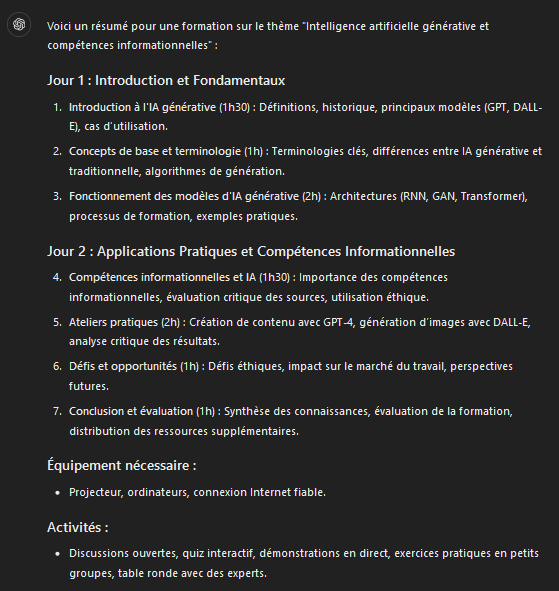 Voici un résumé pour une formation sur le thème "Intelligence artificielle générative et
compétences informationnelles" :
Jour 1 : Introduction et Fondamentaux
1. Introduction à l'IA générative (1h30) : Définitions, historique, principaux modèles (GPT, DALL-
E), cas d'utilisation.
2. Concepts de base et terminologie (1h) : Terminologies clés, différences entre IA générative et
traditionnelle, algorithmes de génération.
3. Fonctionnement des modèles d'IA générative (2h) : Architectures (RNN, GAN, Transformer),
processus de formation, exemples pratiques.
Jour 2 : Applications Pratiques et Compétences Informationnelles
4. Compétences informationnelles et IA (1h30) : Importance des compétences
informationnelles, évaluation critique des sources, utilisation éthique.
5. Ateliers pratiques (2h) : Création de contenu avec GPT-4, génération d'images avec DALL-E,
analyse critique des résultats.
6. Défis et opportunités (1h) : Défis éthiques, impact sur le marché du travail, perspectives
futures.
7. Conclusion et évaluation (1h) : Synthèse des connaissances, évaluation de la formation,
distribution des ressources supplémentaires.
Équipement nécessaire :
• Projecteur, ordinateurs, connexion Internet fiable.
Activités :
• Discussions ouvertes, quiz interactif, démonstrations en direct, exercices pratiques en petits
groupes, table ronde avec des experts.